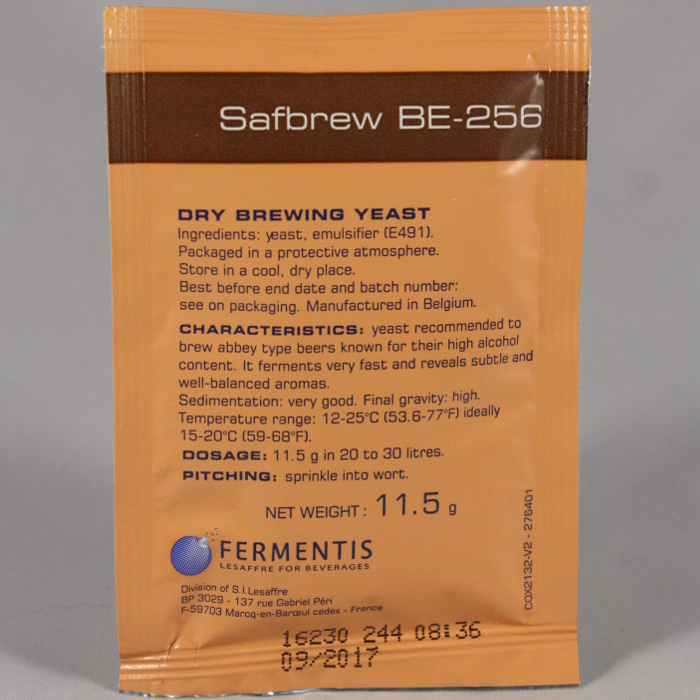 Safbrew BE-256
DRY BREWING YEAST
Ingredients: yeast, emulsifier (E491).
Packaged in a protective atmosphere.
Store in a cool, dry place.
Best before end date and batch number:
see on packaging. Manufactured in Belgium.
CHARACTERISTICS: yeast recommended to
brew abbey type beers known for their high alcohol
content. It ferments very fast and reveals subtle and
well-balanced aromas.
Sedimentation: very good. Final gravity: high.
Temperature range: 12-25°C (53.6-77°F) ideally
15-20°C (59-68°F).
DOSAGE: 11.5 g in 20 to 30 litres.
PITCHING: sprinkle into wort.
NET WEIGHT: 11.5 g
FERMENTIS
LESAFFRE FOR BEVERAGES
Division of S.I.Lesaffre
BP 3029 - 137 rue Gabriel Péri
F-59703 Marcq-en-Barœul cedex - France
CQX2132-V2 - 276401
16230 244 08:36
09/2017